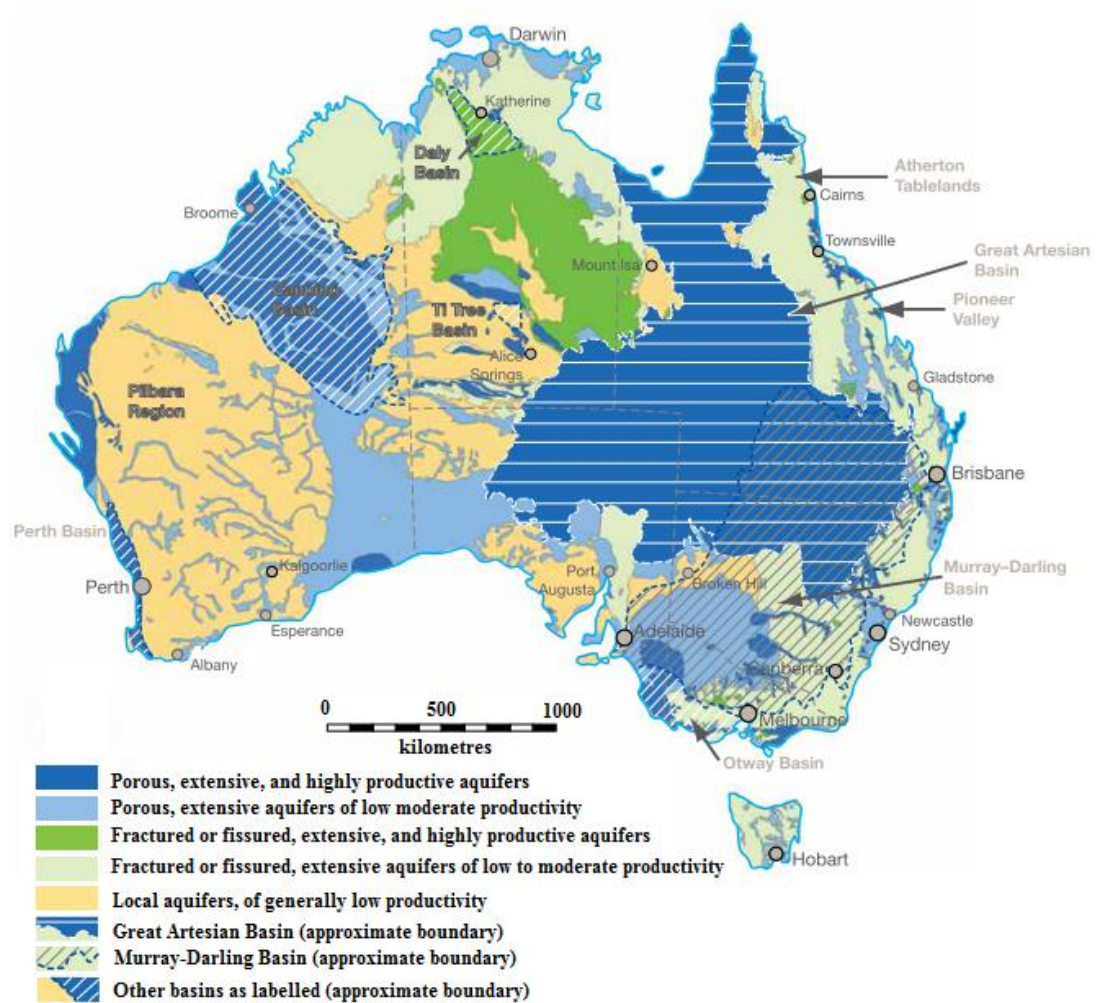 Darwin
Katherine
Daly
Basin
Atherton
Tablelands
Cairns
Broome
Townsville
Great Artesian
Basin
Mount Isa
Canning
Basin
Ti Tree
Basin
Pioneer
Valley
Alice
Springs
Gladstone
Pilbara
Region
Brisbane
Perth Basin
Kalgoorlie
Port
Augusta
Broken Hill
Murray–Darling
Basin
Perth
Newcastle
Esperance
Adelaide
Sydney
Albany
Canberra
0 500 1000
kilometres
Melbourne
Otway Basin
Porous, extensive, and highly productive aquifers
Porous, extensive aquifers of low moderate productivity
Fractured or fissured, extensive, and highly productive aquifers
Fractured or fissured, extensive aquifers of low to moderate productivity
Hobart
Local aquifers, of generally low productivity
Great Artesian Basin (approximate boundary)
Murray-Darling Basin (approximate boundary)
Other basins as labelled (approximate boundary)